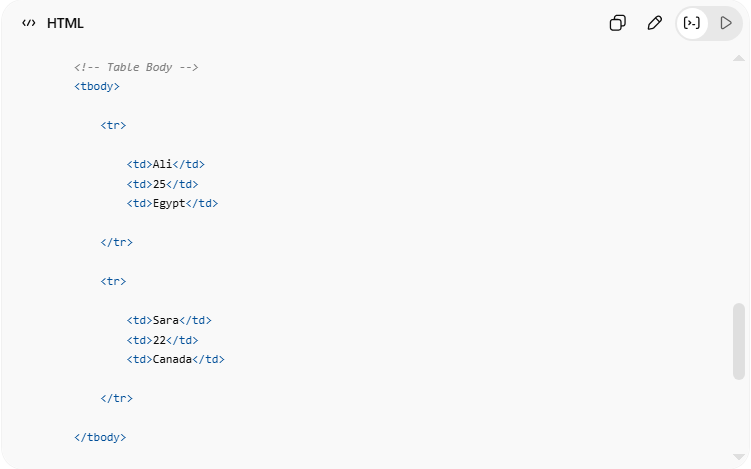 HTML
<!-- Table Body -->
<tbody>
<tr>
<td>Ali</td>
<td>25</td>
<td>Egypt</td>
</tr>
<tr>
<td>Sara</td>
<td>22</td>
<td>Canada</td>
</tr>
</tbody>